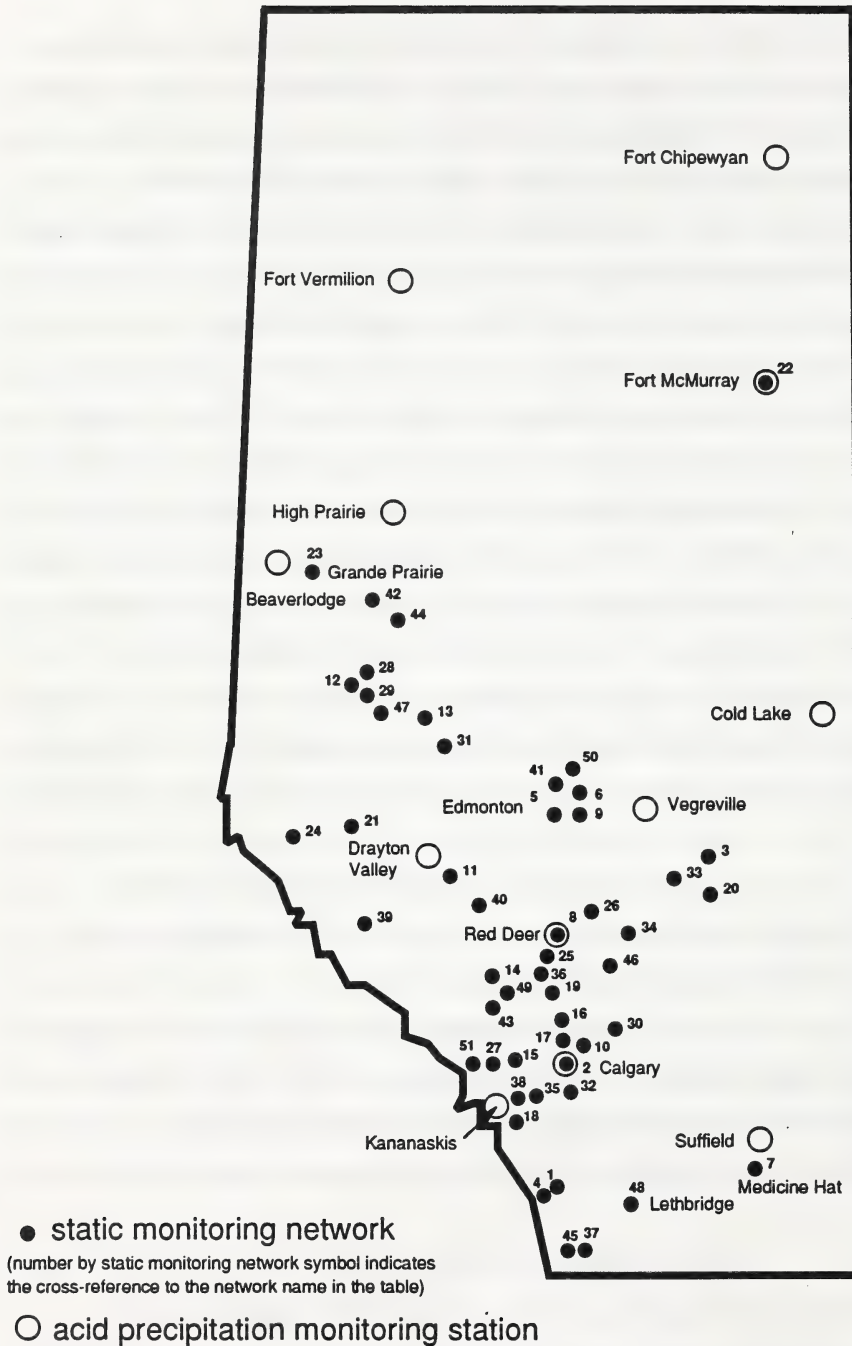 Fort Chipewyan
Fort Vermilion
22
Fort McMurray
High Prairie
23
Grande Prairie
Beaverlodge
42
44
28
12
29
47
13
Cold Lake
31
50
41
6
5
Edmonton
9
Vegreville
21
24
3
Drayton
Valley
33
11
20
40
26
8
39
34
Red Deer
25
46
14
36
49
19
43
16
30
17
10
51
27
15
2
Calgary
38
35
32
18
Kananaskis
Suffield
7
1
48
Medicine Hat
4
Lethbridge
45
37
static monitoring network
(number by static monitoring network symbol indicates
the cross-reference to the network name in the table)
acid precipitation monitoring station